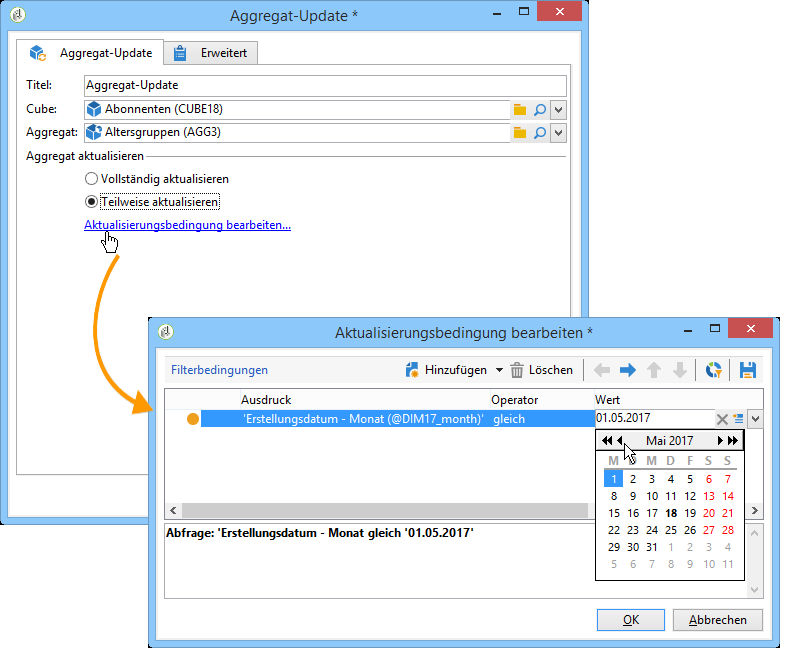 Aggregat-Update *
Aggregat-Update Erweitert
Titel: Aggregat-Update
Cube: Abonnenten (CUBE18)
Aggregat: Altersgruppen (AGG3)
Aggregat aktualisieren
Vollständig aktualisieren
Teilweise aktualisieren
Aktualisierungsbedingung bearbeiten...
Aktualisierungsbedingung bearbeiten *
Filterbedingungen Hinzufügen Löschen
Ausdruck Operator Wert
'Erstellungsdatum - Monat (@DIM17_month)' gleich 01.05.2017
Mai 2017
M D M D F S S
1 2 3 4 5 6 7
8 9 10 11 12 13 14
15 16 17 18 19 20 21
22 23 24 25 26 27 28
29 30 31 1 2 3 4
5 6 7 8 9 10 11
Abfrage: 'Erstellungsdatum - Monat gleich '01.05.2017'
OK Abbrechen